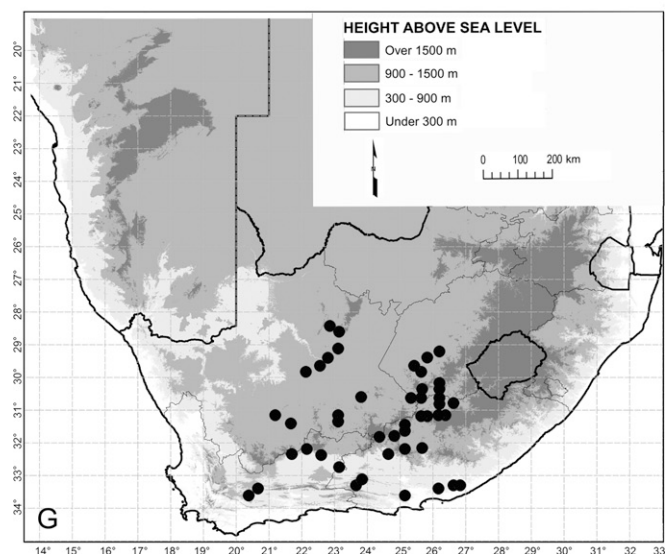 HEIGHT ABOVE SEA LEVEL
Over 1500 m
900 - 1500 m
300 - 900 m
Under 300 m
N
0 100 200 km
20°
21°
22°
23°
24°
25°
26°
27°
28°
29°
30°
31°
32°
33°
34°
G
14° 15° 16° 17° 18° 19° 20° 21° 22° 23° 24° 25° 26° 27° 28° 29° 30° 31° 32° 33